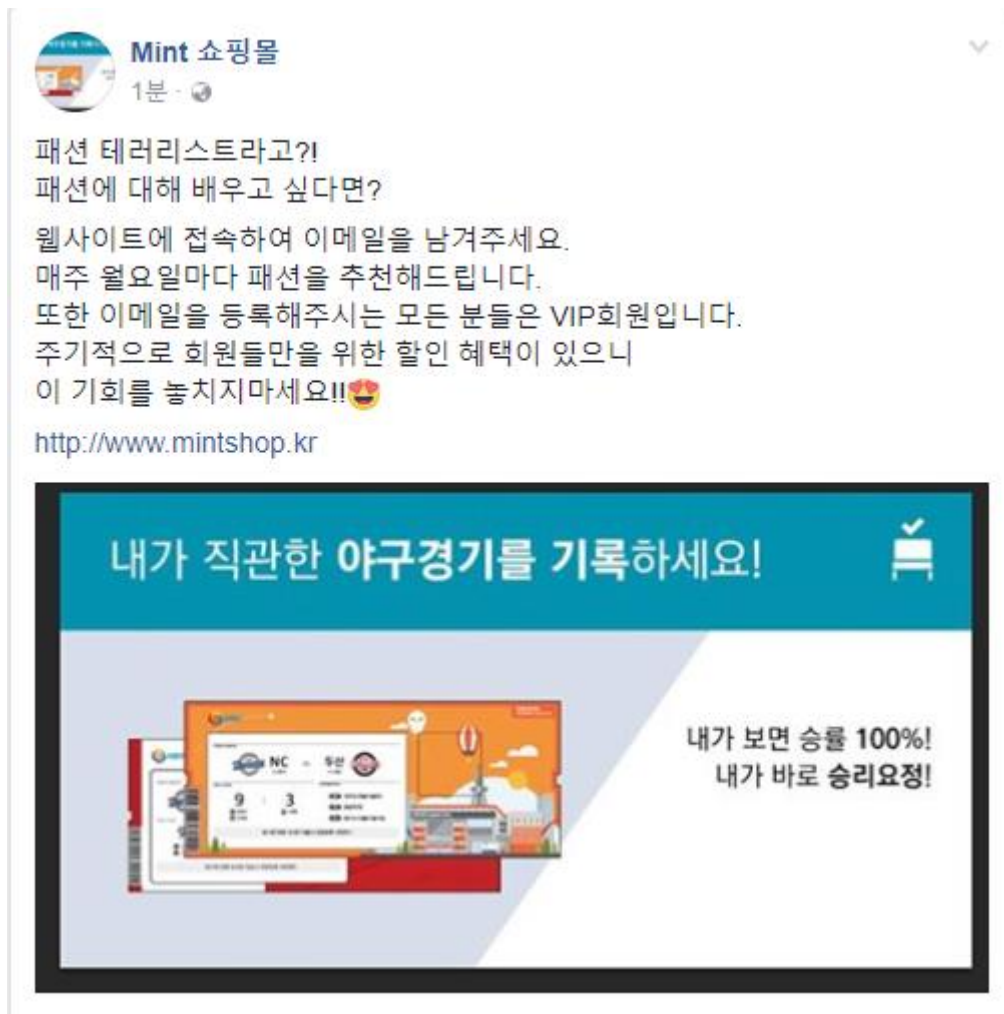 Mint 쇼핑몰
1분 ·
패션 테러리스트라고?!
패션에 대해 배우고 싶다면?
웹사이트에 접속하여 이메일을 남겨주세요.
매주 월요일마다 패션을 추천해드립니다.
또한 이메일을 등록해주시는 모든 분들은 VIP회원입니다.
주기적으로 회원들만을 위한 할인 혜택이 있으니
이 기회를 놓치지마세요!!😍
http://www.mintshop.kr
내가 직관한 야구경기를 기록하세요!
NC
두산
9 : 3
내가 보면 승률 100%!
내가 바로 승리요정!